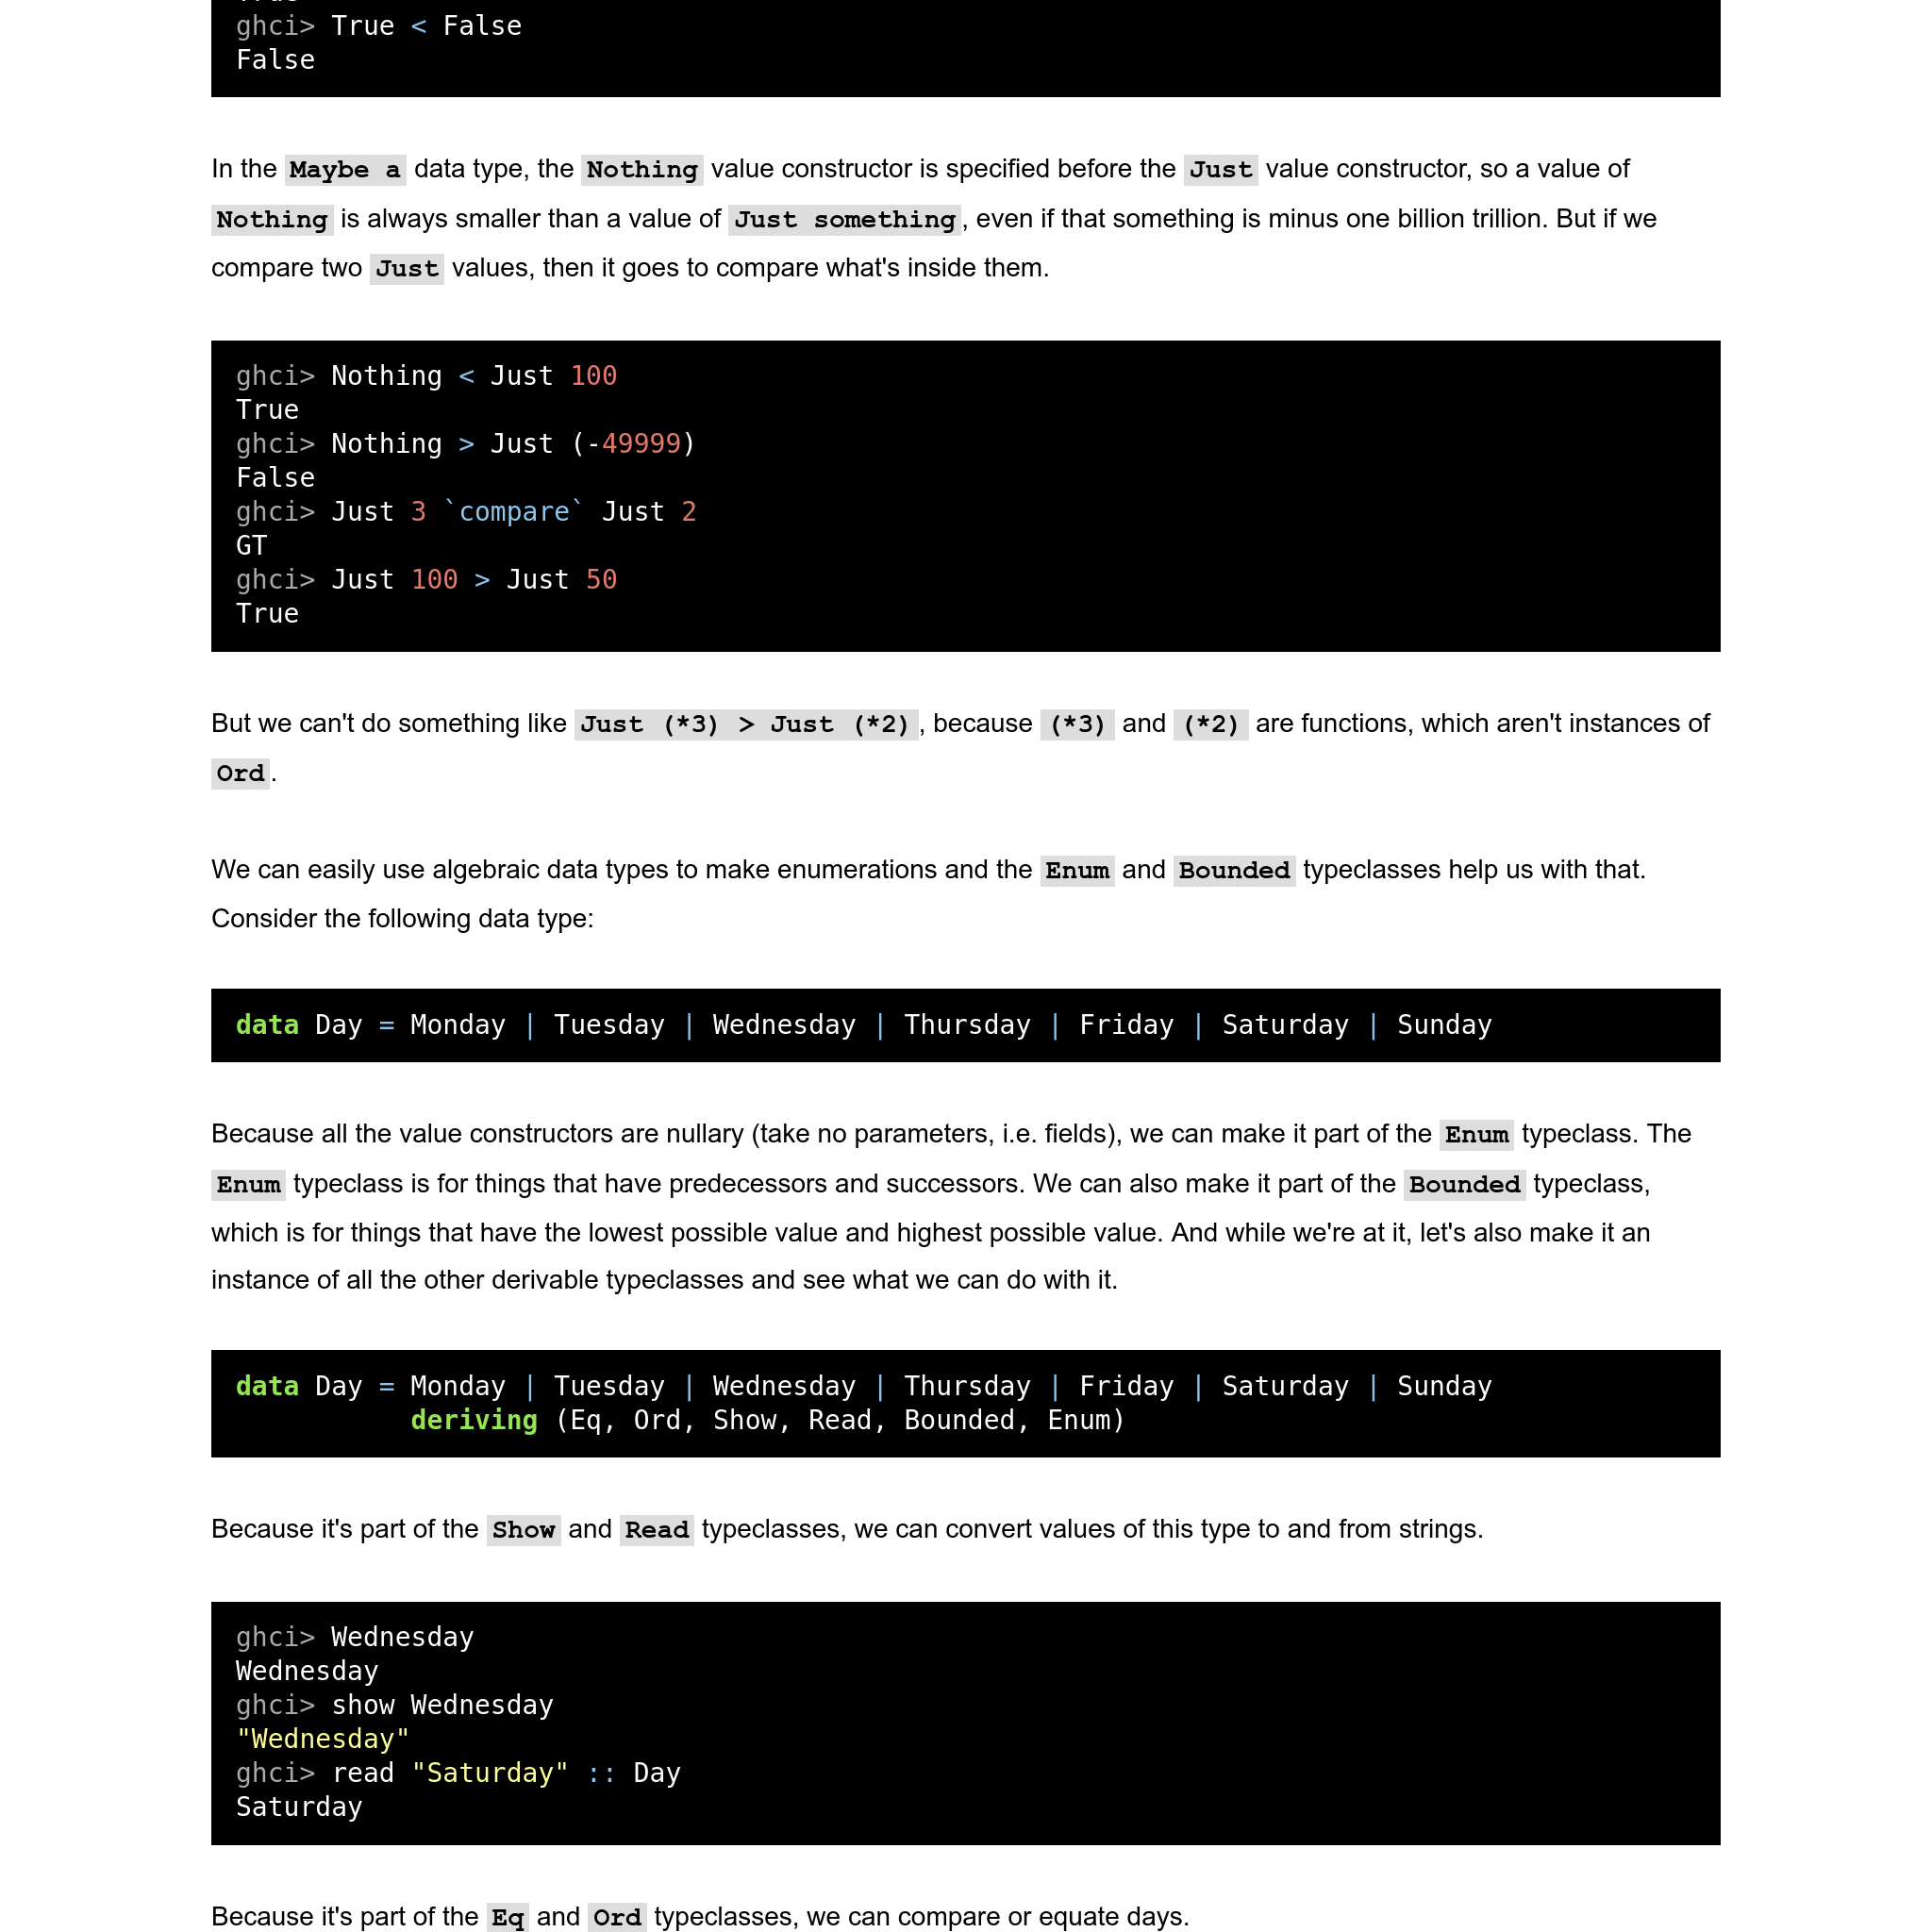 ghci> True < False
False
In the Maybe a data type, the Nothing value constructor is specified before the Just value constructor, so a value of
Nothing is always smaller than a value of Just something, even if that something is minus one billion trillion. But if we
compare two Just values, then it goes to compare what's inside them.
ghci> Nothing < Just 100
True
ghci> Nothing > Just (-49999)
False
ghci> Just 3 `compare` Just 2
GT
ghci> Just 100 > Just 50
True
But we can't do something like Just (*3) > Just (*2), because (*3) and (*2) are functions, which aren't instances of
Ord.
We can easily use algebraic data types to make enumerations and the Enum and Bounded typeclasses help us with that.
Consider the following data type:
data Day = Monday | Tuesday | Wednesday | Thursday | Friday | Saturday | Sunday
Because all the value constructors are nullary (take no parameters, i.e. fields), we can make it part of the Enum typeclass. The
Enum typeclass is for things that have predecessors and successors. We can also make it part of the Bounded typeclass,
which is for things that have the lowest possible value and highest possible value. And while we're at it, let's also make it an
instance of all the other derivable typeclasses and see what we can do with it.
data Day = Monday | Tuesday | Wednesday | Thursday | Friday | Saturday | Sunday
deriving (Eq, Ord, Show, Read, Bounded, Enum)
Because it's part of the Show and Read typeclasses, we can convert values of this type to and from strings.
ghci> Wednesday
Wednesday
ghci> show Wednesday
"Wednesday"
ghci> read "Saturday" :: Day
Saturday
Because it's part of the Eq and Ord typeclasses, we can compare or equate days.